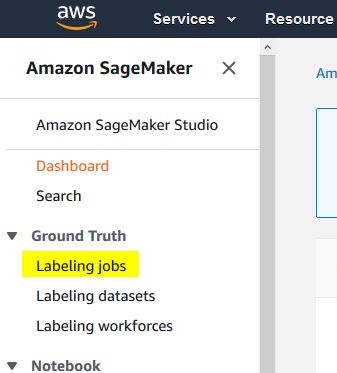 aws
Services Resource
Amazon SageMaker
Am
Amazon SageMaker Studio
Dashboard
Search
Ground Truth
Labeling jobs
Labeling datasets
Labeling workforces
Notebook